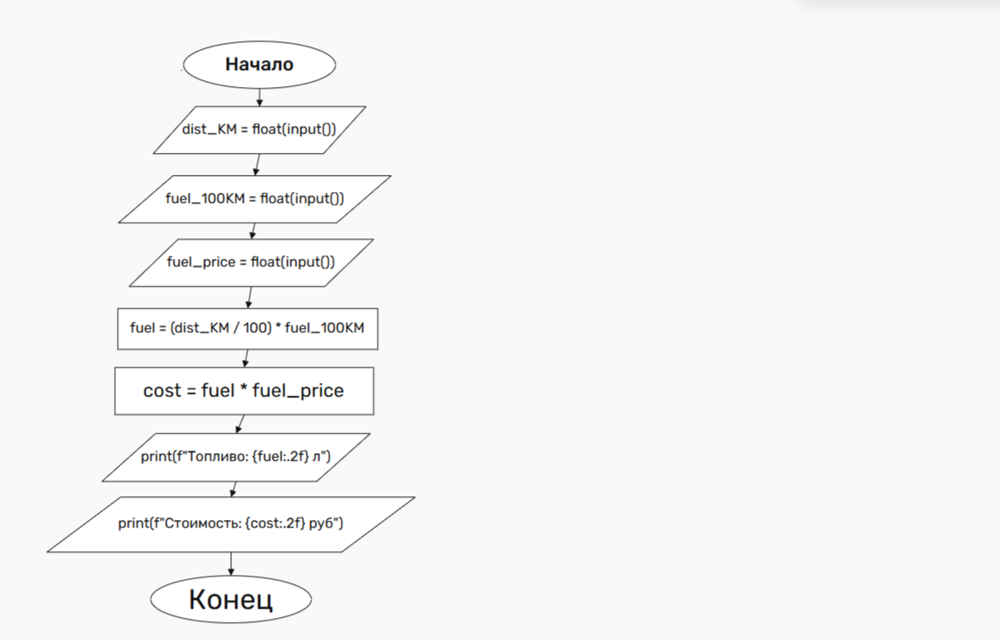 Начало
dist_KM = float(input())
fuel_100KM = float(input())
fuel_price = float(input())
fuel = (dist_KM / 100) * fuel_100KM
cost = fuel * fuel_price
print(f"Топливо: {fuel:.2f} л")
print(f"Стоимость: {cost:.2f} руб")
Конец